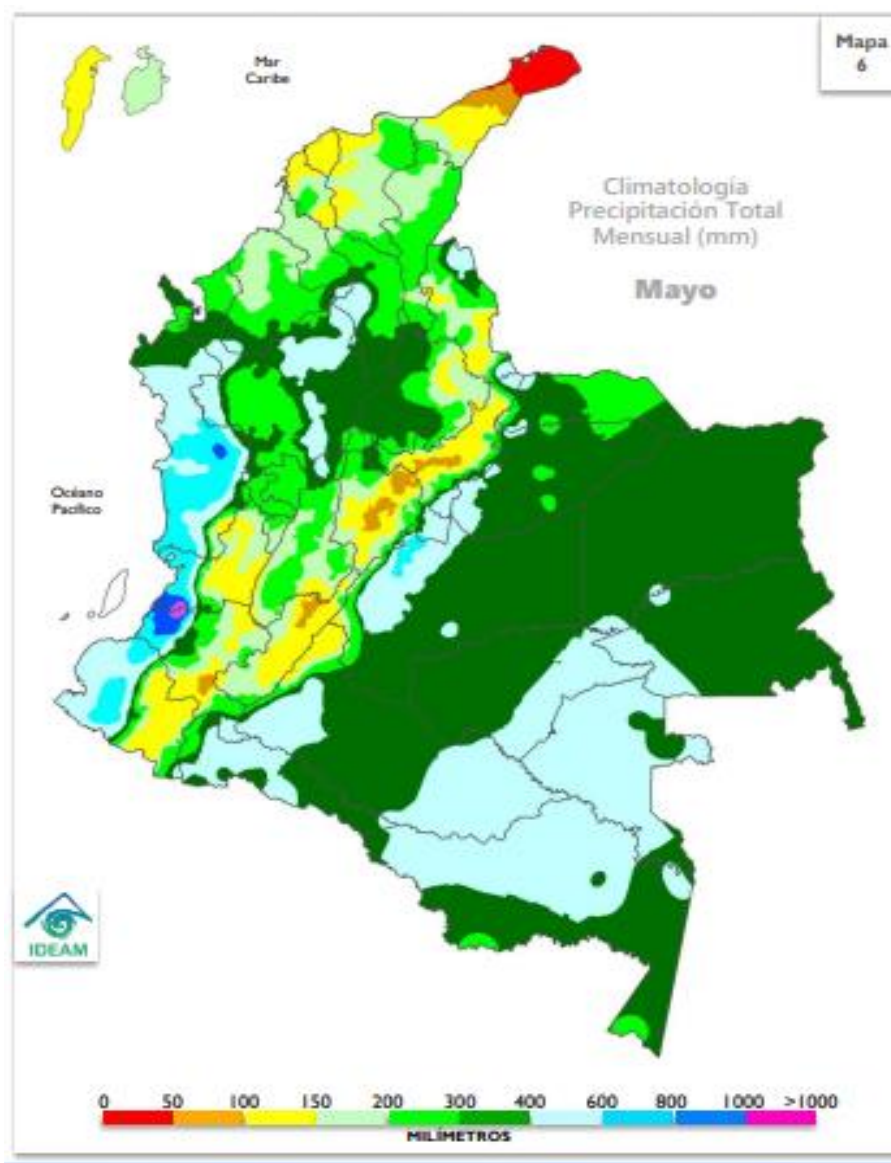 Mapa
6
Mar
Caribe
Climatología
Precipitación Total
Mensual (mm)
Mayo
Océano
Pacífico
IDEAM
0 50 100 150 200 300 400 600 800 1000 >1000
MILÍMETROS